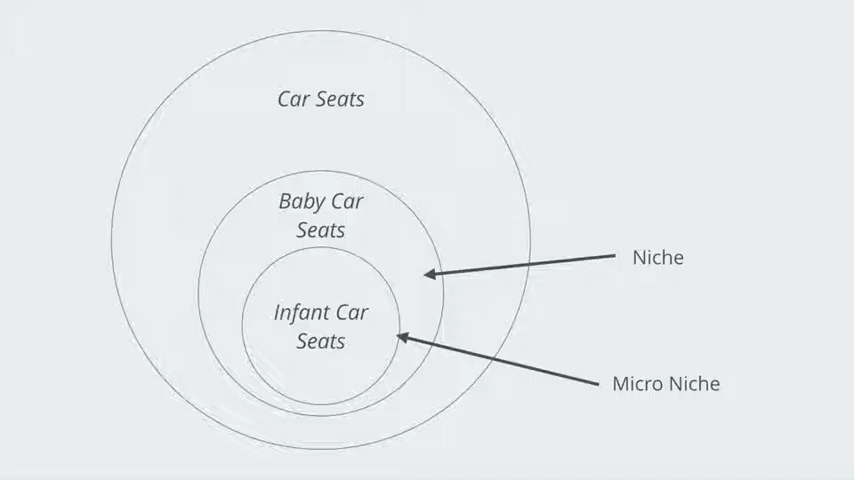 Car Seats
Baby Car
Seats
Niche
Infant Car
Seats
Micro Niche